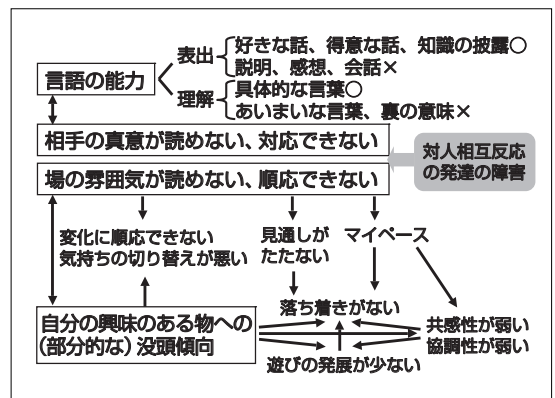 表出
好きな話、得意な話、知識の披露○
説明、感想、会話×
言語の能力
理解
具体的な言葉○
あいまいな言葉、裏の意味×
相手の真意が読めない、対応できない
対人相互反応
の発達の障害
場の雰囲気が読めない、順応できない
変化に順応できない
気持ちの切り替えが悪い
見通しが
たたない
マイペース
落ち着きがない
自分の興味のある物への
(部分的な)没頭傾向
共感性が弱い
協調性が弱い
遊びの発展が少ない